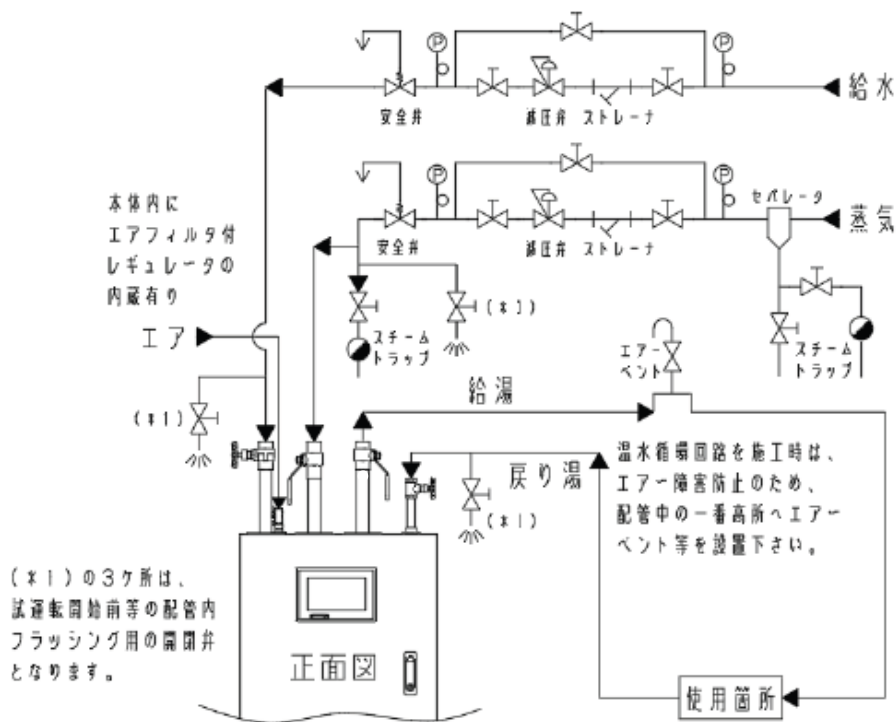 P
P
給水
安全弁
減圧弁
ストレーナ
P
P
セパレータ
蒸気
安全弁
減圧弁
ストレーナ
本体内に
エアフィルタ付
レギュレータの
内蔵有り
エア
(*1)
スチーム
トラップ
エアー
ベント
スチーム
トラップ
給湯
(*1)
戻り湯
(*1)
温水循環回路を施工時は、
エアー障害防止のため、
配管中の一番高所へエアー
ベント等を設置下さい。
(*1)の3ケ所は、
試運転開始前等の配管内
フラッシング用の開閉弁
となります。
正面図
使用箇所